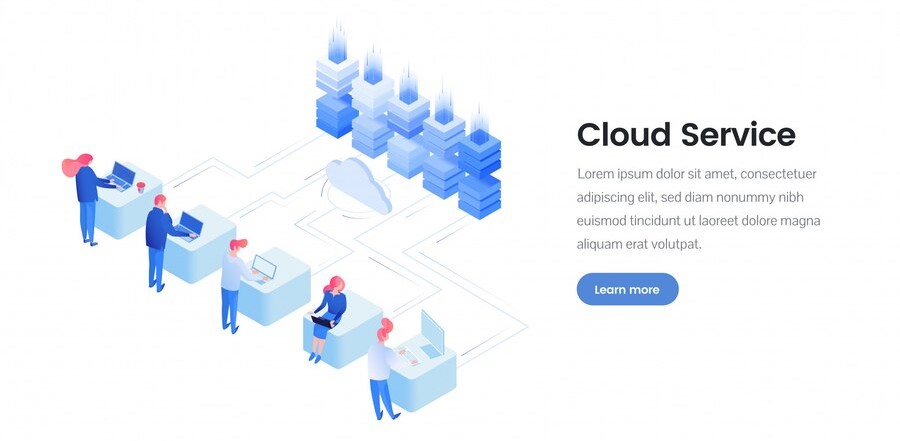 Cloud Service
Lorem ipsum dolor sit amet, consectetuer
adipiscing elit, sed diam nonummy nibh
euismod tincidunt ut laoreet dolore magna
aliquam erat volutpat.
Learn more